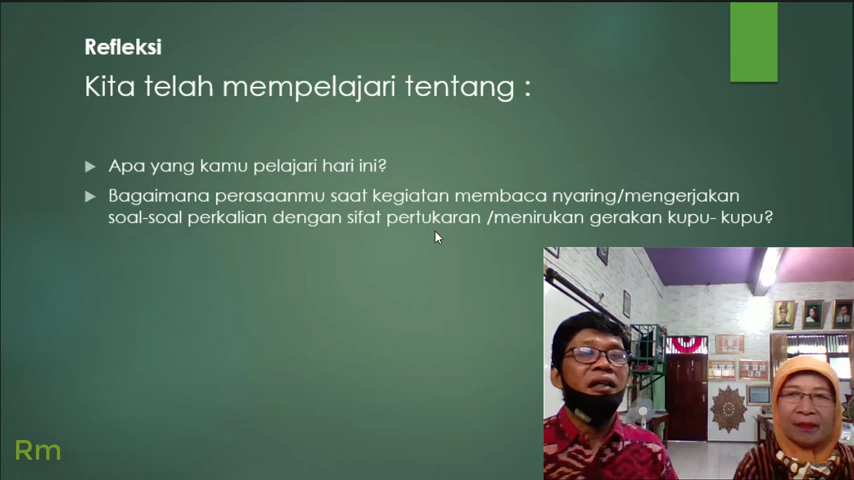 Refleksi
Kita telah mempelajari tentang :
Apa yang kamu pelajari hari ini?
Bagaimana perasaanmu saat kegiatan membaca nyaring/mengerjakan
soal-soal perkalian dengan sifat pertukaran /menirukan gerakan kupu- kupu?
Rm